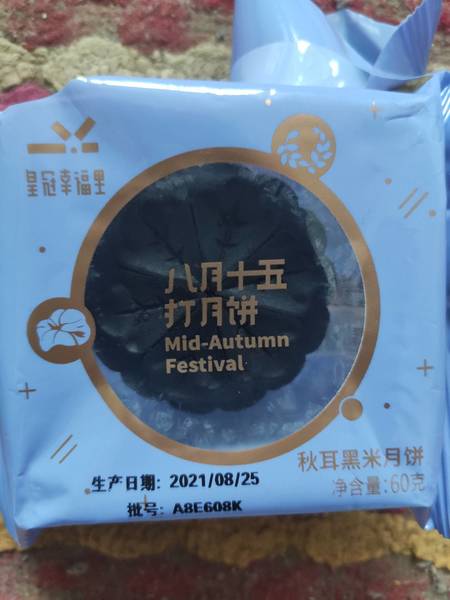 皇冠幸福里
八月十五
打月饼
Mid-Autumn
Festival
秋耳黑米月饼
净含量:60克
生产日期: 2021/08/25
批号: A8E608K